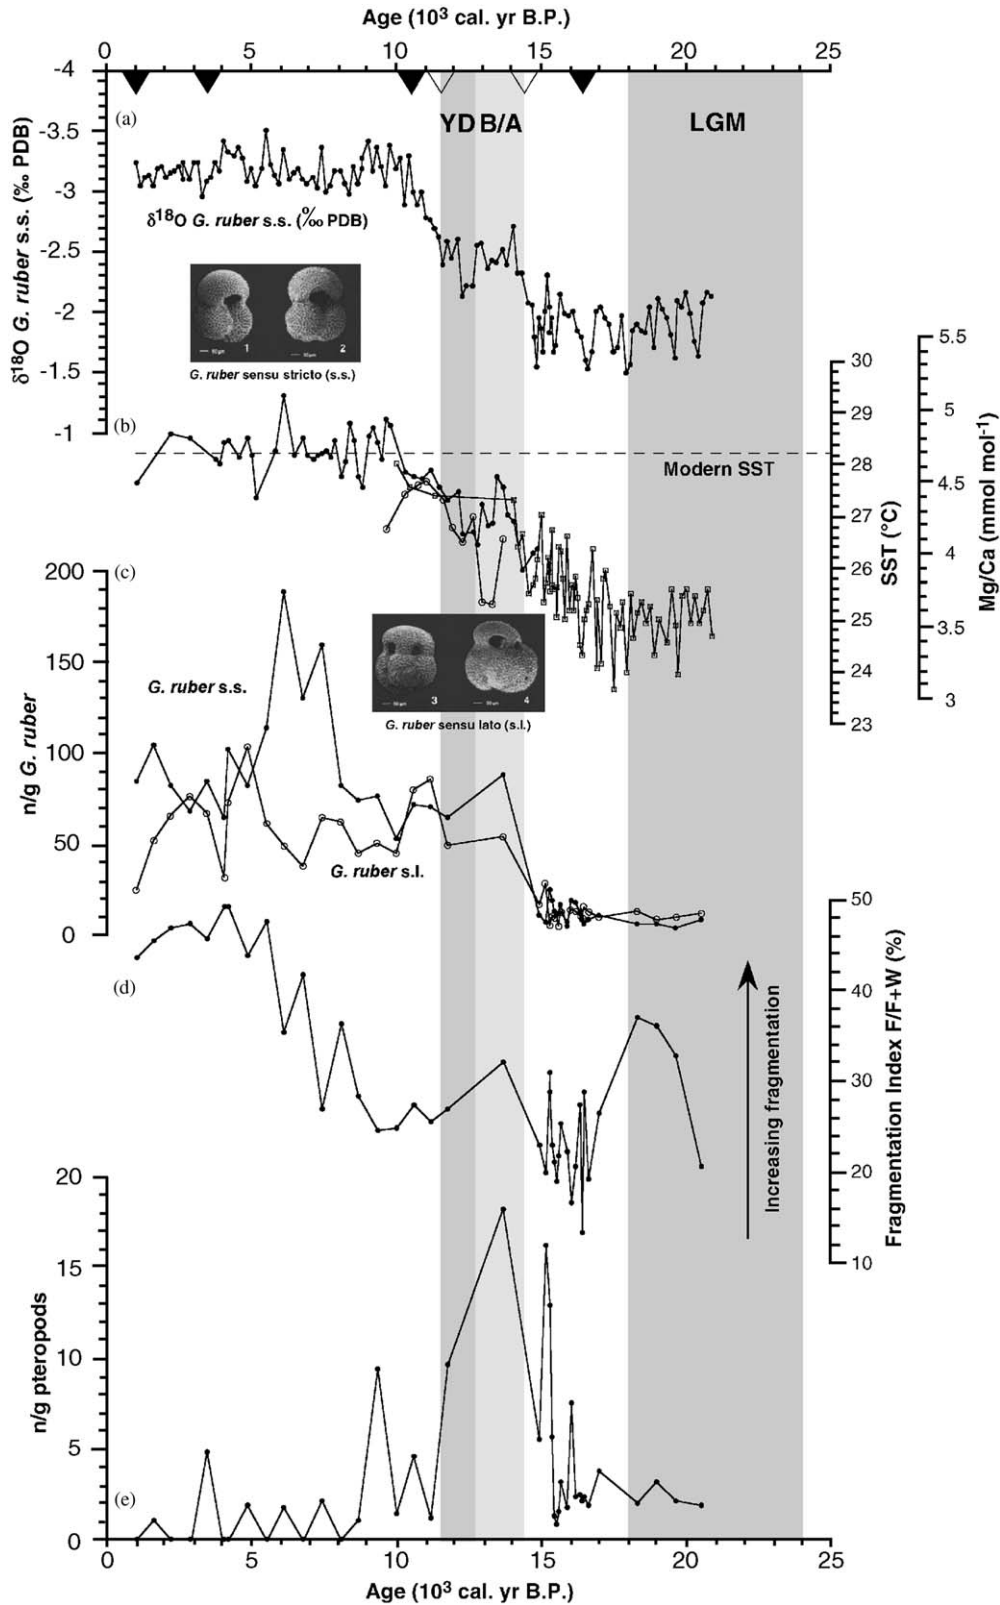 Age (10³ cal. yr B.P.)
0 5 10 15 20 25
-4
-3.5
-3
-2.5
-2
-1.5
-1
δ¹⁸O G. ruber s.s. (‰ PDB)
(a)
YD B/A LGM
δ¹⁸O G. ruber s.s. (‰ PDB)
1 2
G. ruber sensu stricto (s.s.)
(b)
Modern SST
30
29
28
27
26
25
24
23
SST (°C)
5.5
5
4.5
4
3.5
3
Mg/Ca (mmol mol⁻¹)
(c)
200
150
100
50
0
n/g G. ruber
G. ruber s.s.
3 4
G. ruber sensu lato (s.l.)
G. ruber s.l.
(d)
50
40
30
20
10
Fragmentation Index F/F+W (%)
Increasing fragmentation
20
15
10
5
0
n/g pteropods
(e)
0 5 10 15 20 25
Age (10³ cal. yr B.P.)